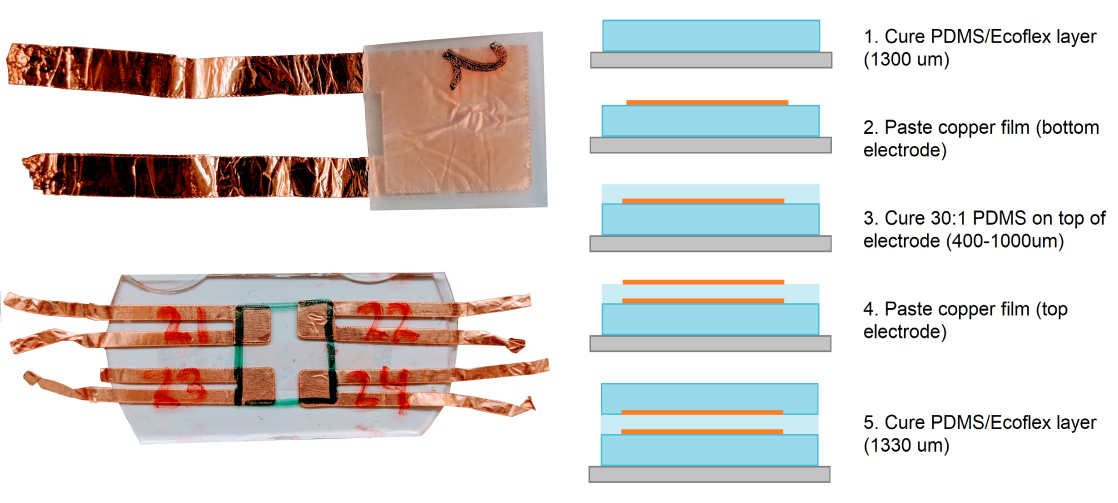 21
22
23
24
1. Cure PDMS/Ecoflex layer
(1300 um)
2. Paste copper film (bottom
electrode)
3. Cure 30:1 PDMS on top of
electrode (400-1000um)
4. Paste copper film (top
electrode)
5. Cure PDMS/Ecoflex layer
(1330 um)